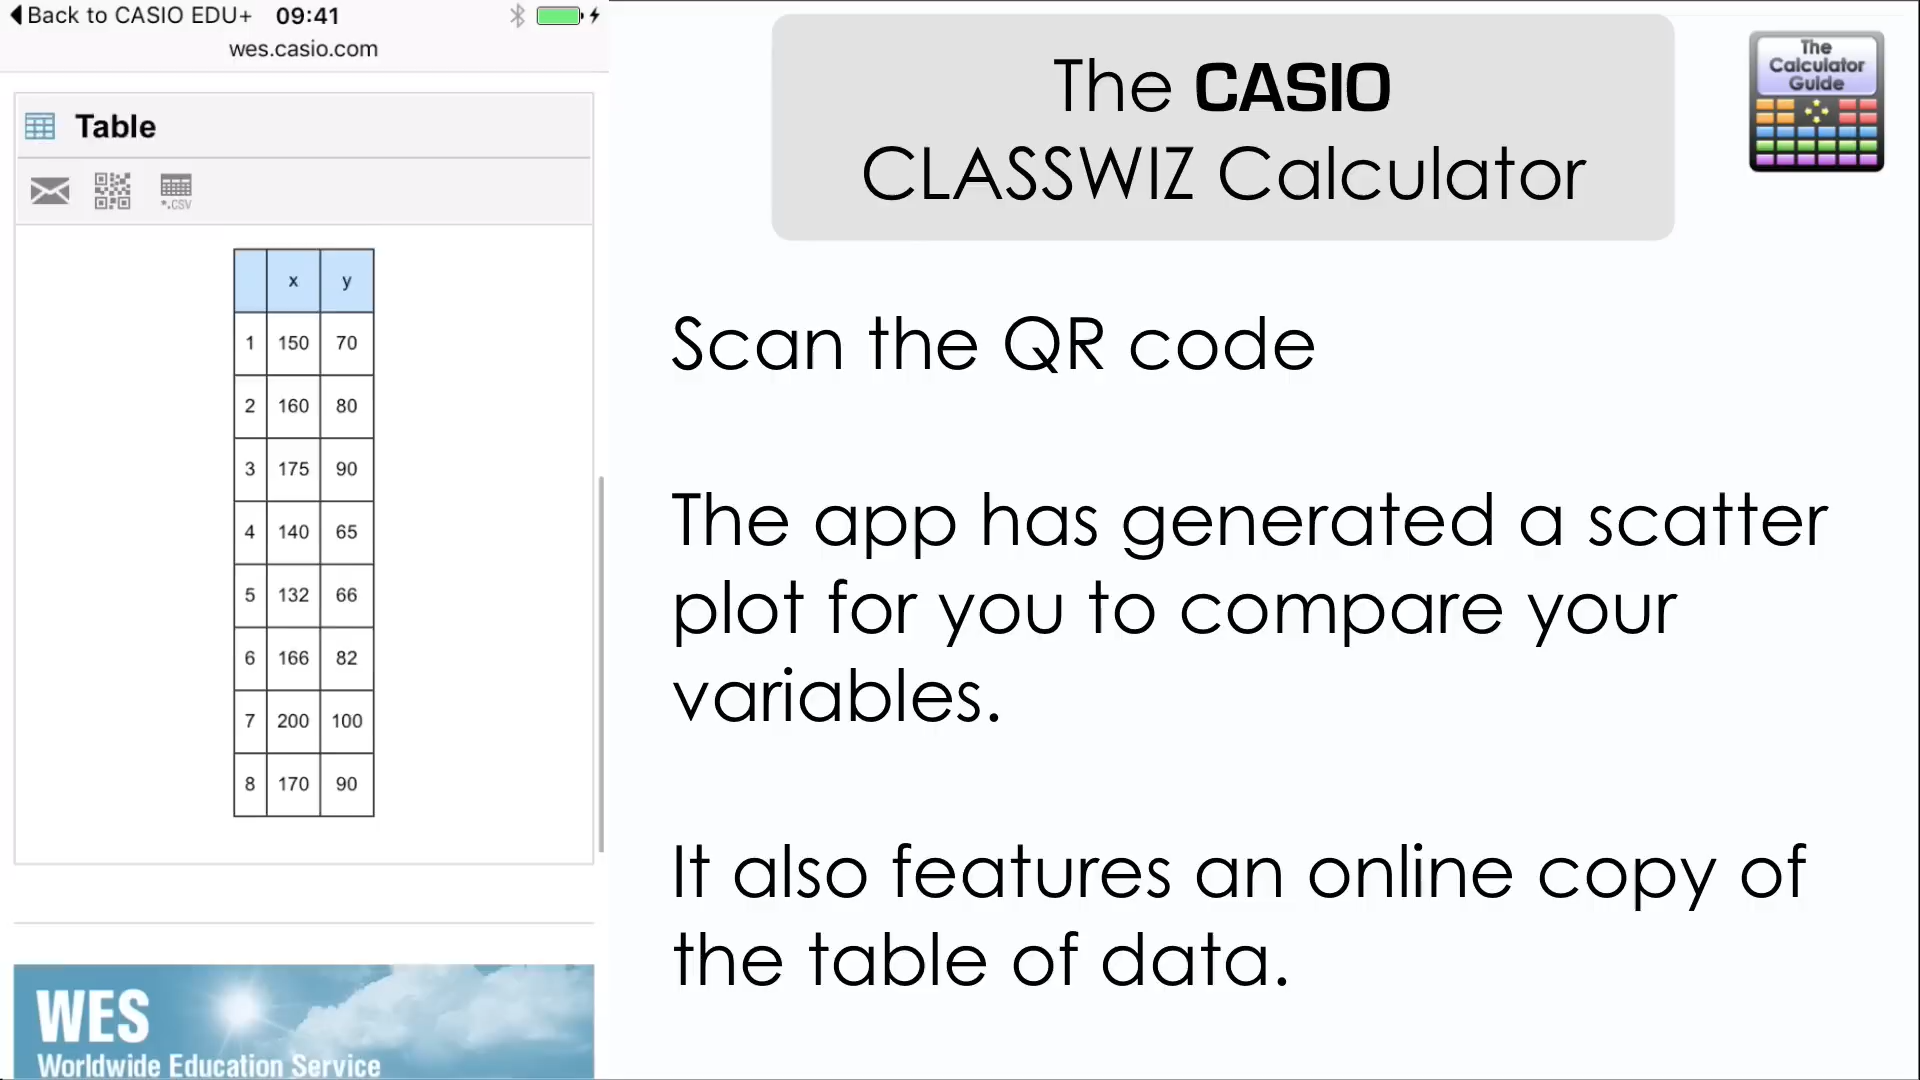 Back to CASIO EDU+ 09:41
wes.casio.com
Table
*.CSV
x y
1 150 70
2 160 80
3 175 90
4 140 65
5 132 66
6 166 82
7 200 100
8 170 90
WES
Worldwide Education Service
The CASIO
CLASSWIZ Calculator
The
Calculator
Guide
Scan the QR code
The app has generated a scatter
plot for you to compare your
variables.
It also features an online copy of
the table of data.